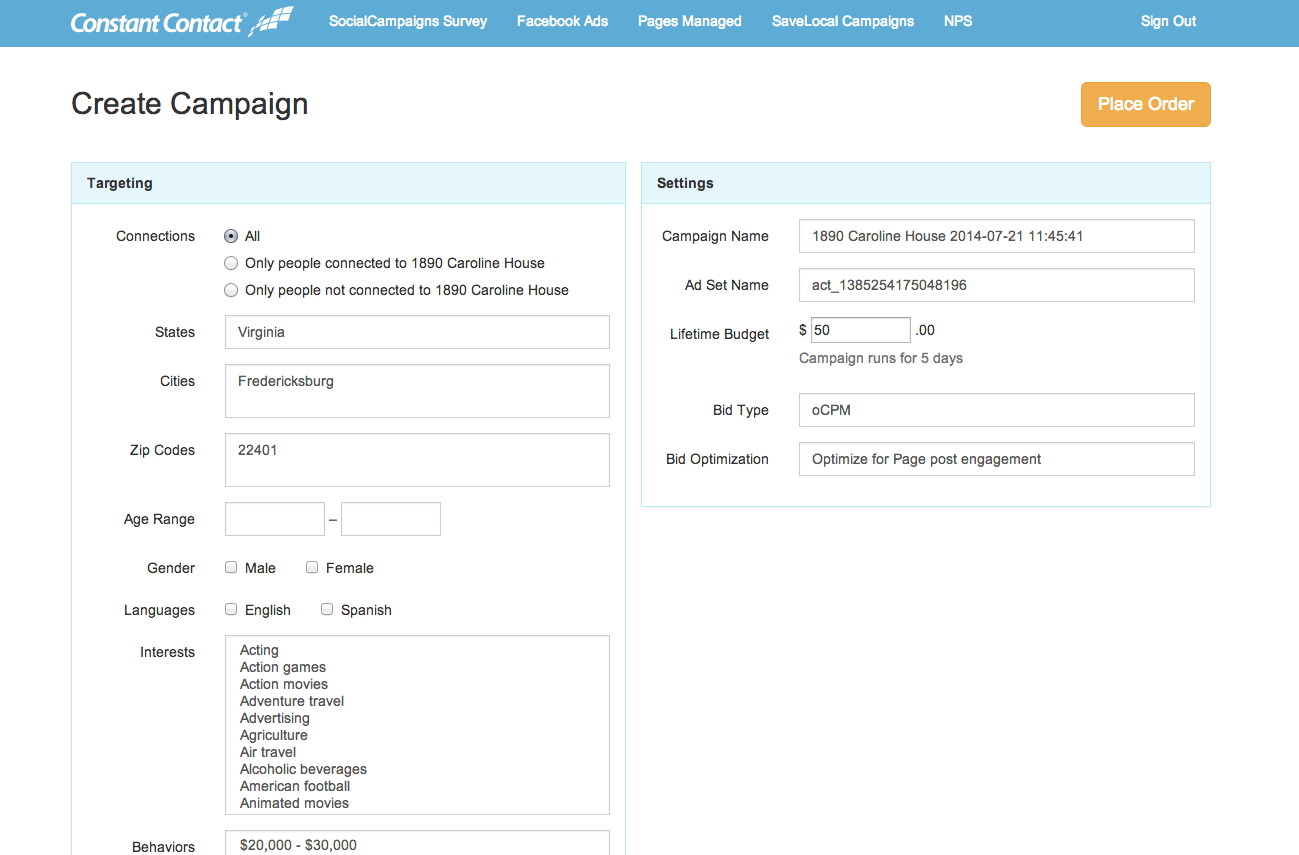 Constant Contact® SocialCampaigns Survey Facebook Ads Pages Managed SaveLocal Campaigns NPS Sign Out
Create Campaign
Place Order
Targeting
Connections
All
Only people connected to 1890 Caroline House
Only people not connected to 1890 Caroline House
States Virginia
Cities Fredericksburg
Zip Codes 22401
Age Range –
Gender Male Female
Languages English Spanish
Interests
Acting
Action games
Action movies
Adventure travel
Advertising
Agriculture
Air travel
Alcoholic beverages
American football
Animated movies
Behaviors $20,000 - $30,000
Settings
Campaign Name 1890 Caroline House 2014-07-21 11:45:41
Ad Set Name act_1385254175048196
Lifetime Budget $ 50 .00
Campaign runs for 5 days
Bid Type oCPM
Bid Optimization Optimize for Page post engagement